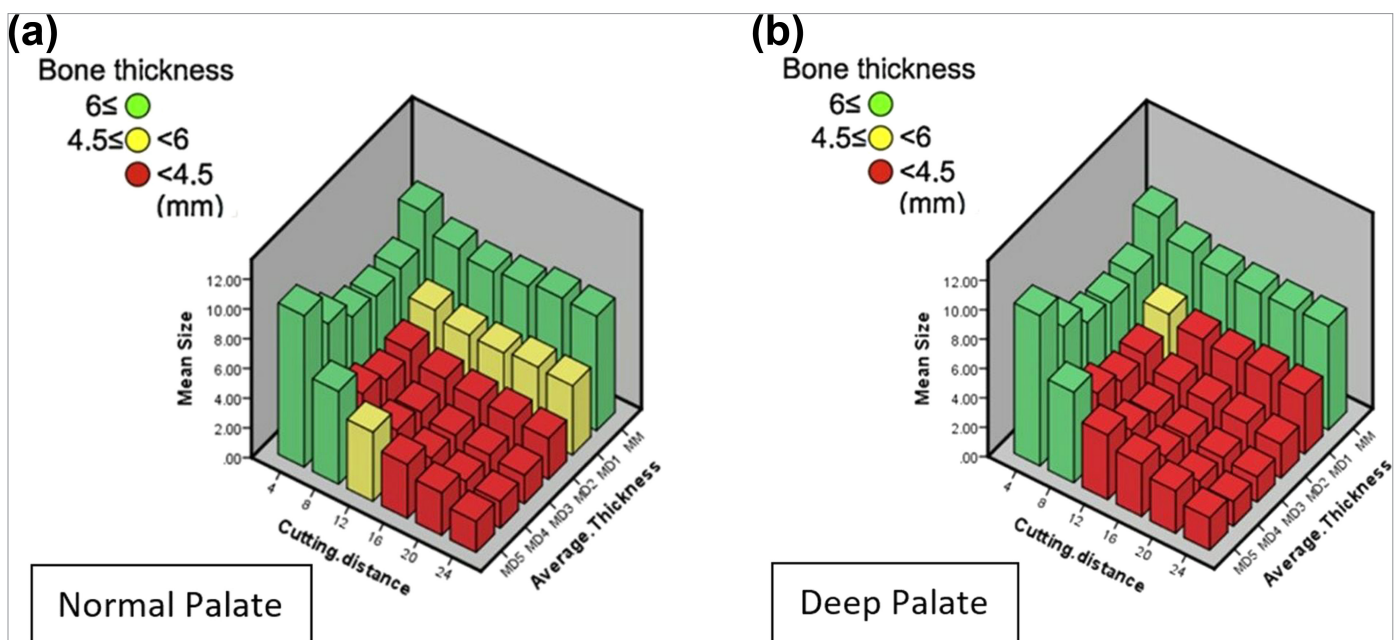 (a)
Bone thickness
6≤
4.5≤ <6
<4.5
(mm)
Mean Size
12.00
10.00
8.00
6.00
4.00
2.00
.00
4
8
12
16
20
24
Cutting.distance
MD5 MD4 MD3 MD2 MD1 MM
Average.Thickness
Normal Palate
(b)
Bone thickness
6≤
4.5≤ <6
<4.5
(mm)
Mean Size
12.00
10.00
8.00
6.00
4.00
2.00
.00
4
8
12
16
20
24
Cutting.distance
MD5 MD4 MD3 MD2 MD1 MM
Average.Thickness
Deep Palate